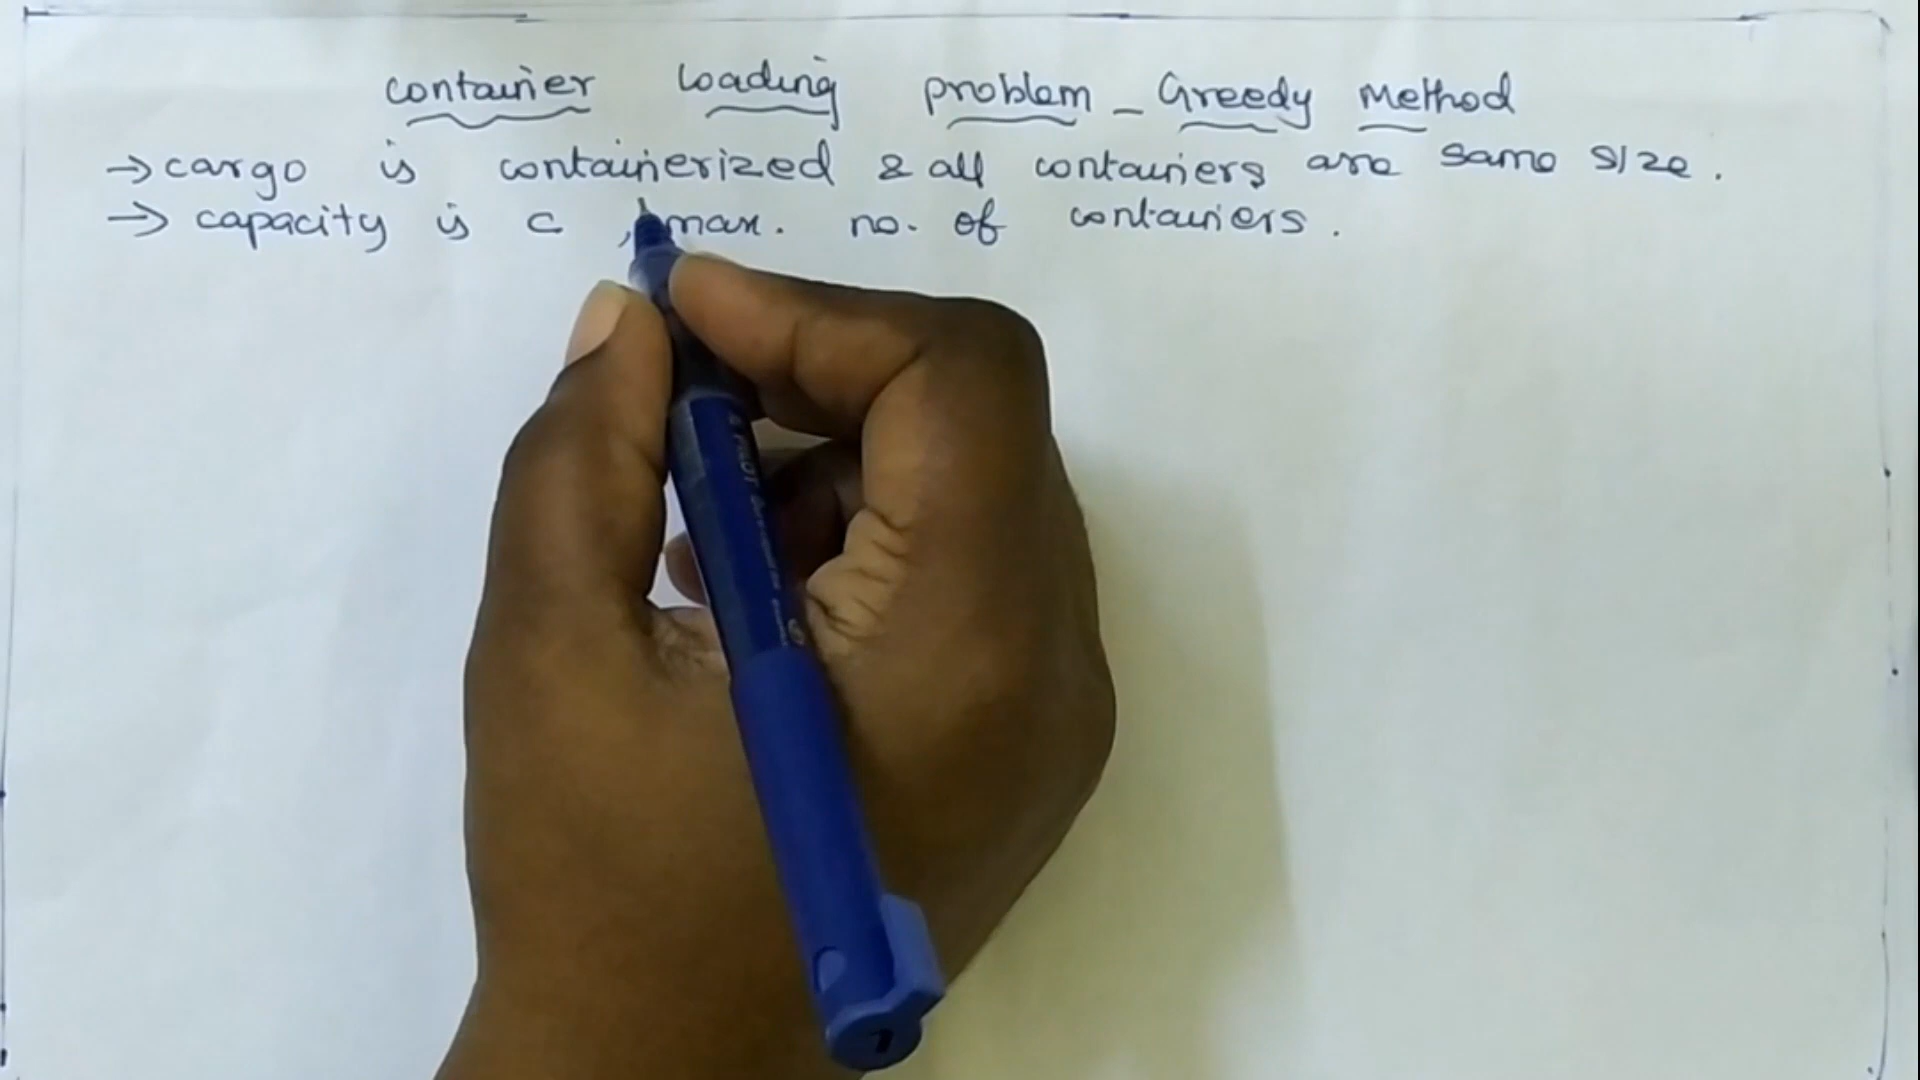 container loading problem - Greedy Method
→ cargo is containerized & all containers are same size.
→ capacity is c , max. no. of containers.
PILOT